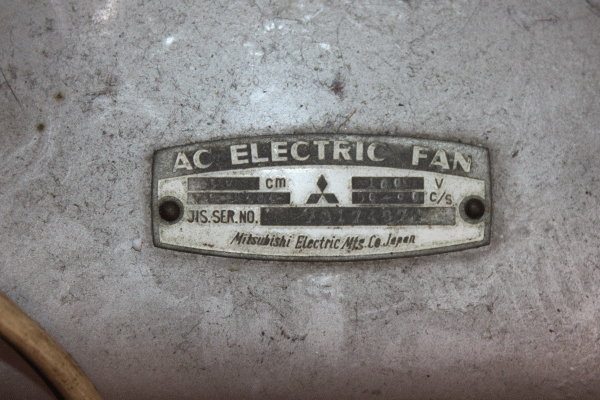 AC ELECTRIC FAN
cm V
C/S
JIS.SER.NO.
Mitsubishi Electric Mfg. Co. Japan